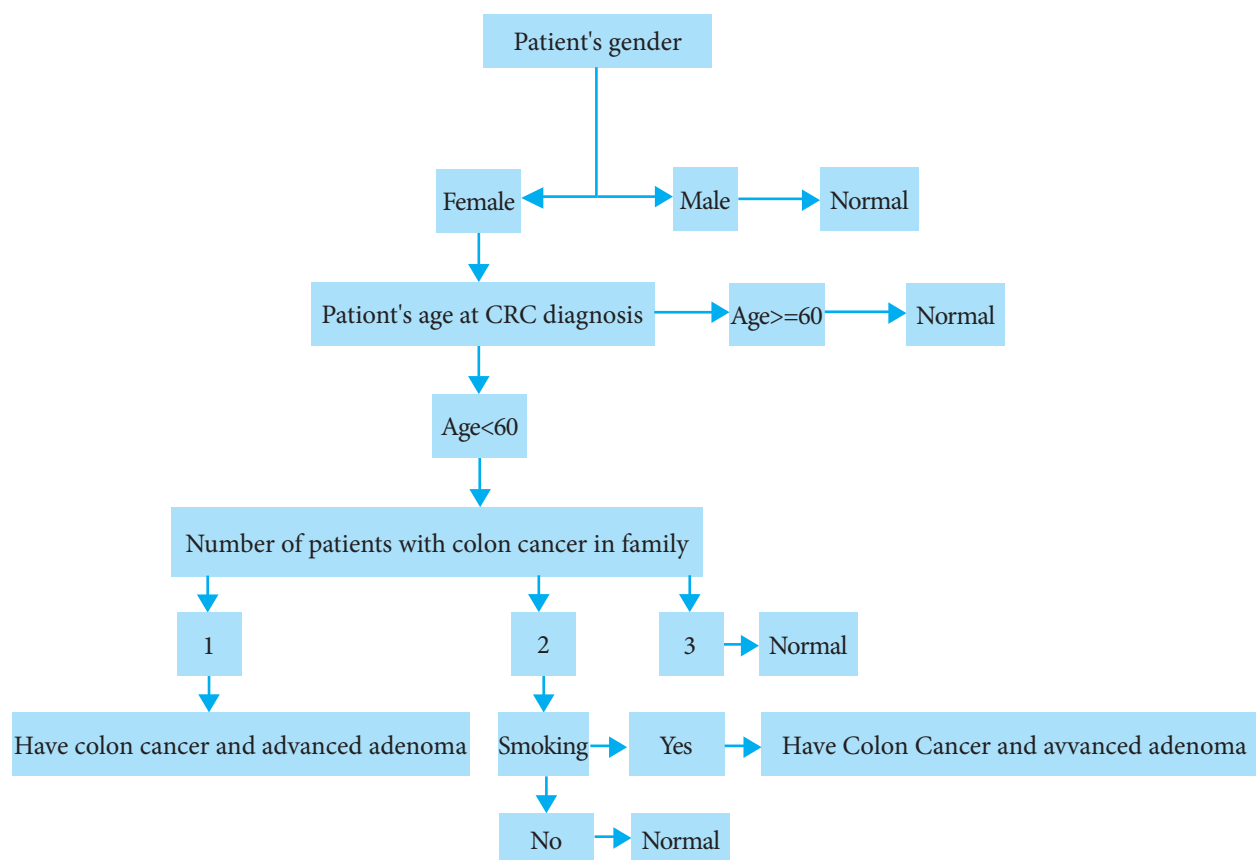 Patient's gender
Female
Male
Normal
Pationt's age at CRC diagnosis
Age>=60
Normal
Age<60
Number of patients with colon cancer in family
1
2
3
Normal
Have colon cancer and advanced adenoma
Smoking
Yes
Have Colon Cancer and avvanced adenoma
No
Normal